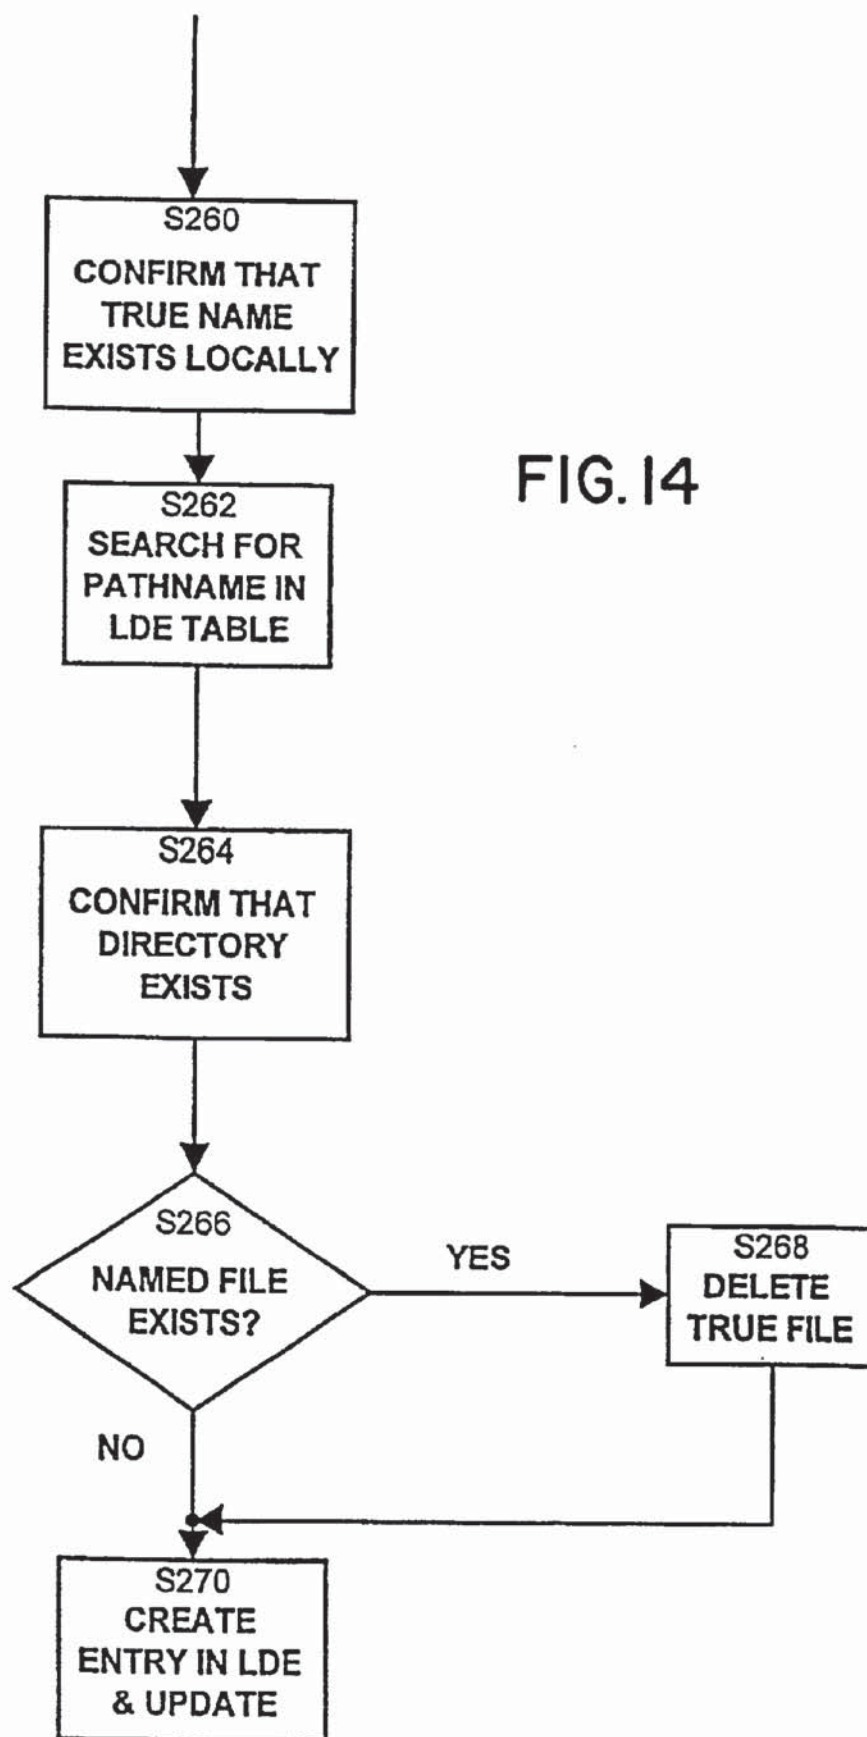 S260
CONFIRM THAT
TRUE NAME
EXISTS LOCALLY
FIG. 14
S262
SEARCH FOR
PATHNAME IN
LDE TABLE
S264
CONFIRM THAT
DIRECTORY
EXISTS
S266
NAMED FILE
EXISTS?
YES
S268
DELETE
TRUE FILE
NO
S270
CREATE
ENTRY IN LDE
& UPDATE